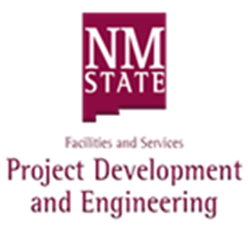 NM
STATE
Facilities and Services
Project Development
and Engineering